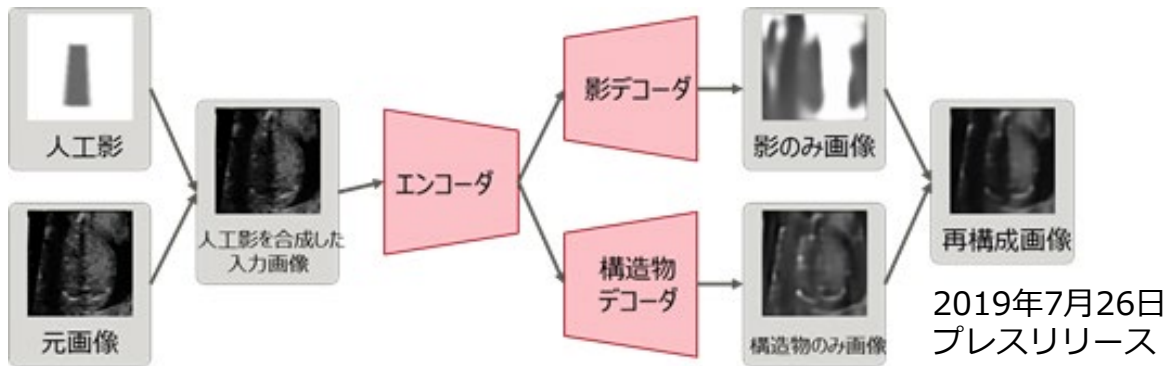 人工影
元画像
人工影を合成した
入力画像
エンコーダ
影デコーダ
構造物
デコーダ
影のみ画像
構造物のみ画像
再構成画像
2019年7月26日
プレスリリース